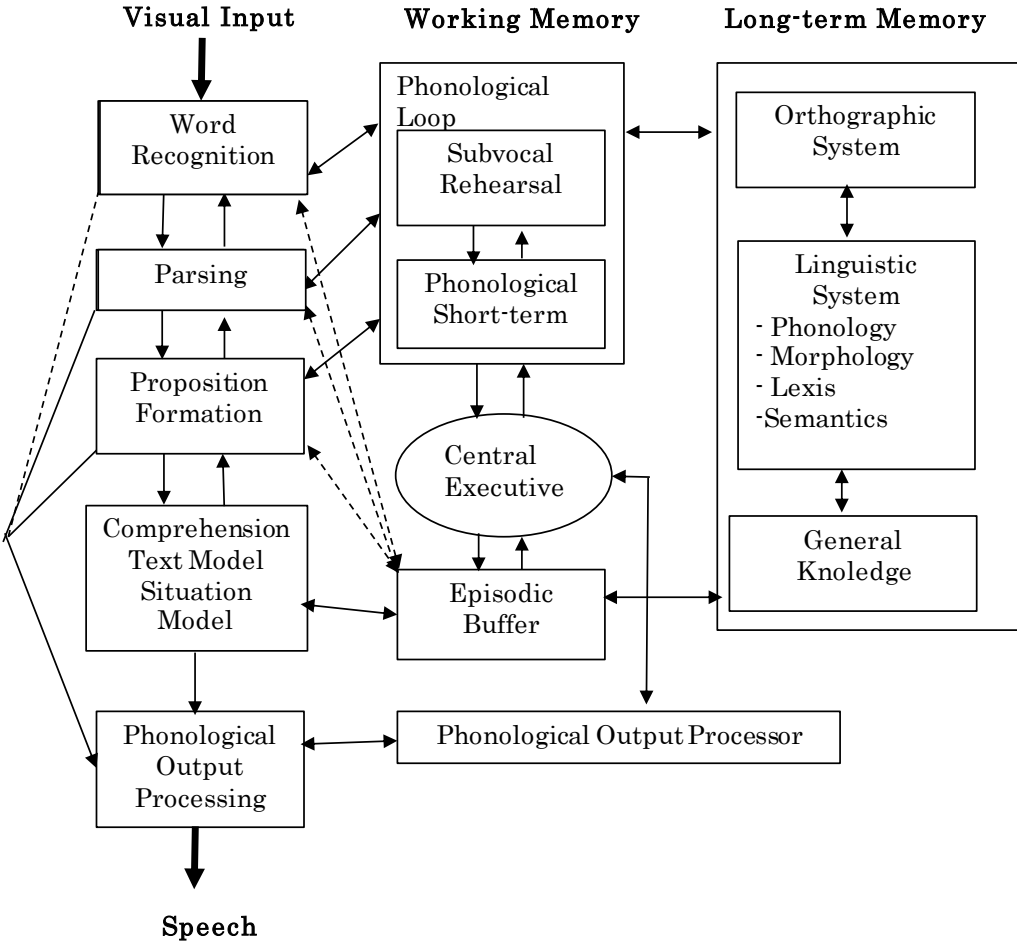 Visual Input
Working Memory
Long-term Memory
Word
Recognition
Parsing
Proposition
Formation
Comprehension
Text Model
Situation
Model
Phonological
Output
Processing
Speech
Phonological
Loop
Subvocal
Rehearsal
Phonological
Short-term
Central
Executive
Episodic
Buffer
Phonological Output Processor
Orthographic
System
Linguistic
System
- Phonology
- Morphology
- Lexis
-Semantics
General
Knoledge